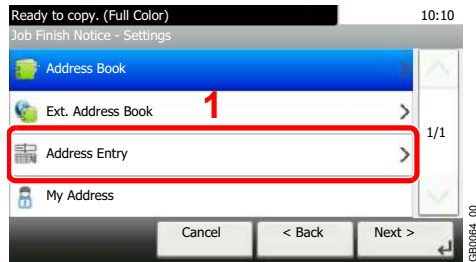 Ready to copy. (Full Color) 10:10
Job Finish Notice - Settings
Address Book
Ext. Address Book
1
1/1
Address Entry
My Address
Cancel < Back Next >
GB0064_00